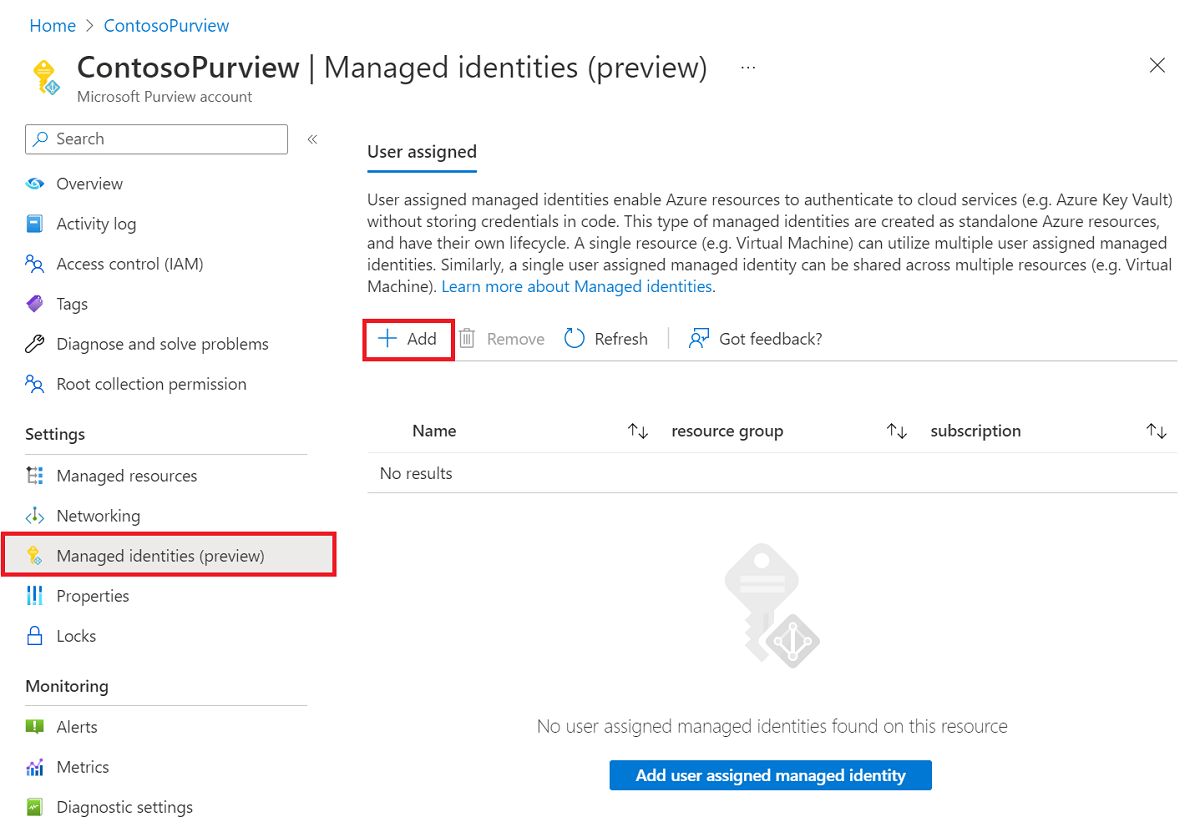 Home > ContosoPurview
ContosoPurview | Managed identities (preview) ...
Microsoft Purview account
Search «
Overview
Activity log
Access control (IAM)
Tags
Diagnose and solve problems
Root collection permission
Settings
Managed resources
Networking
Managed identities (preview)
Properties
Locks
Monitoring
Alerts
Metrics
Diagnostic settings
User assigned
User assigned managed identities enable Azure resources to authenticate to cloud services (e.g. Azure Key Vault)
without storing credentials in code. This type of managed identities are created as standalone Azure resources,
and have their own lifecycle. A single resource (e.g. Virtual Machine) can utilize multiple user assigned managed
identities. Similarly, a single user assigned managed identity can be shared across multiple resources (e.g. Virtual
Machine). Learn more about Managed identities.
Add Remove Refresh Got feedback?
Name resource group subscription
No results
No user assigned managed identities found on this resource
Add user assigned managed identity